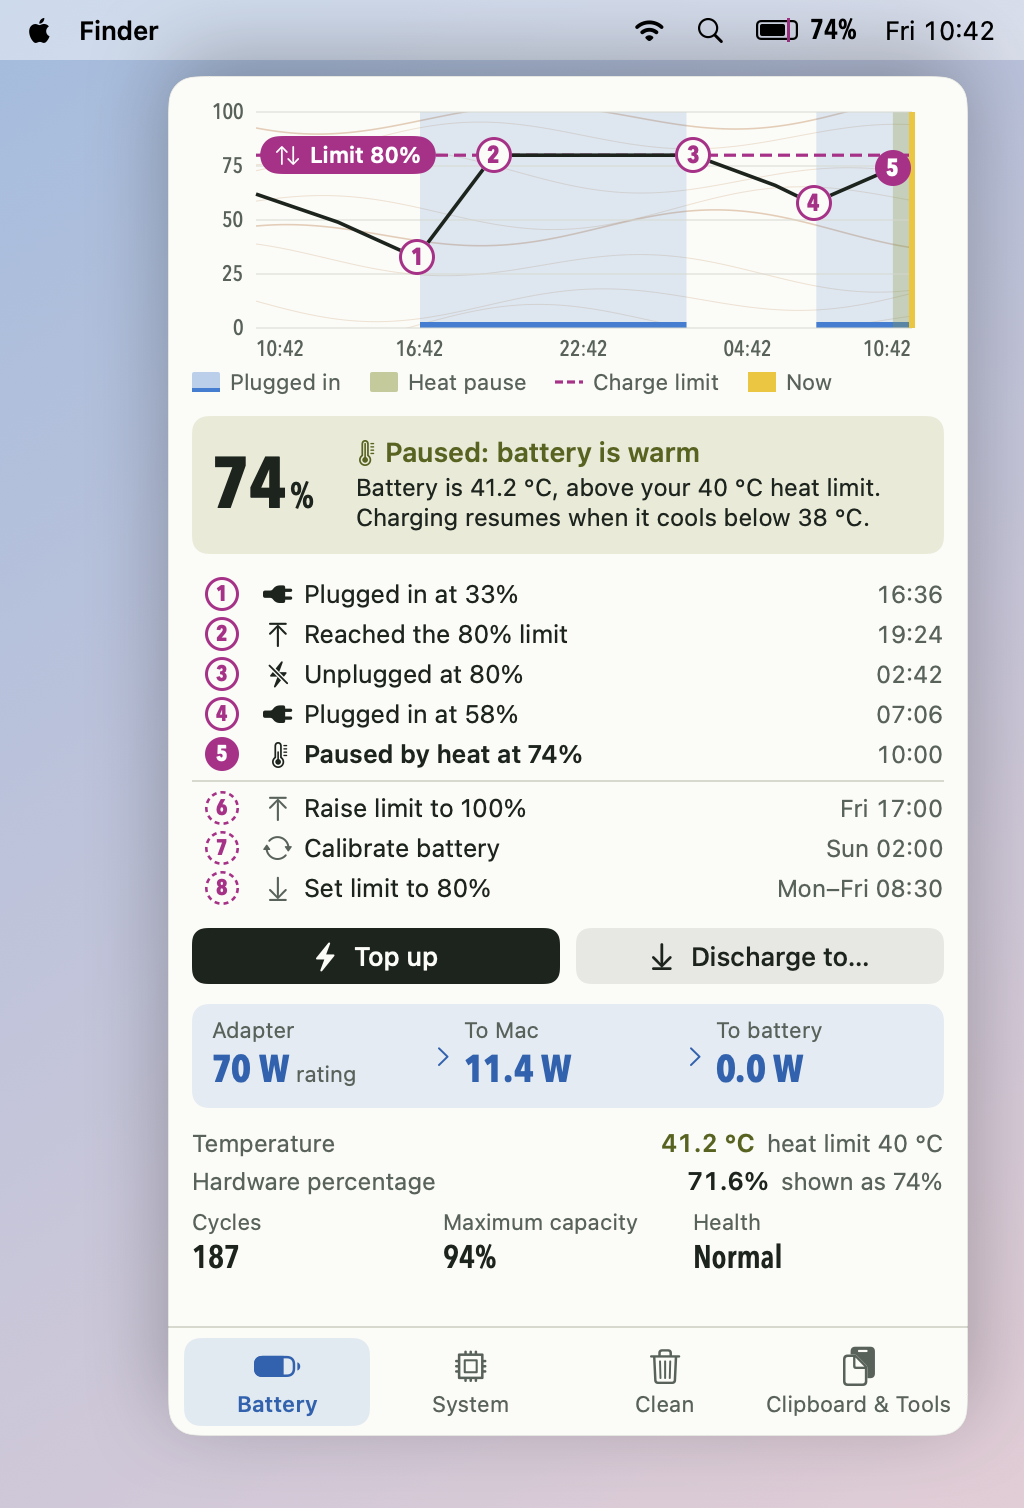 Finder 74% Fri 10:42
100
Limit 80% 2 3
75 5
4
50
1
25
0
10:42 16:42 22:42 04:42 10:42
Plugged in Heat pause Charge limit Now
74% Paused: battery is warm
Battery is 41.2 °C, above your 40 °C heat limit.
Charging resumes when it cools below 38 °C.
1 Plugged in at 33% 16:36
2 Reached the 80% limit 19:24
3 Unplugged at 80% 02:42
4 Plugged in at 58% 07:06
5 Paused by heat at 74% 10:00
6 Raise limit to 100% Fri 17:00
7 Calibrate battery Sun 02:00
8 Set limit to 80% Mon–Fri 08:30
Top up Discharge to...
Adapter To Mac To battery
70 W rating 11.4 W 0.0 W
Temperature 41.2 °C heat limit 40 °C
Hardware percentage 71.6% shown as 74%
Cycles Maximum capacity Health
187 94% Normal
Battery System Clean Clipboard & Tools